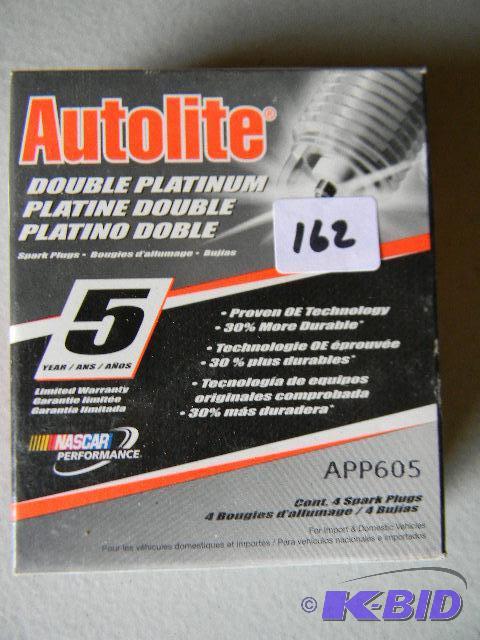 Autolite®
DOUBLE PLATINUM
PLATINE DOUBLE
PLATINO DOBLE
Spark Plugs • Bougies d'allumage • Bujías
162
5
YEAR / ANS / AÑOS
Limited Warranty
Garantie limitée
Garantía limitada
• Proven OE Technology
• 30% More Durable*
• Technologie OE éprouvée
• 30 % plus durables*
• Tecnología de equipos
originales comprobada
• 30% más duradera*
NASCAR
PERFORMANCE
APP605
Cont. 4 Spark Plugs
4 Bougies d'allumage / 4 Bujías
For Import & Domestic Vehicles
Pour les véhicules domestiques et importés / Para vehículos nacionales e importados
© K-BID